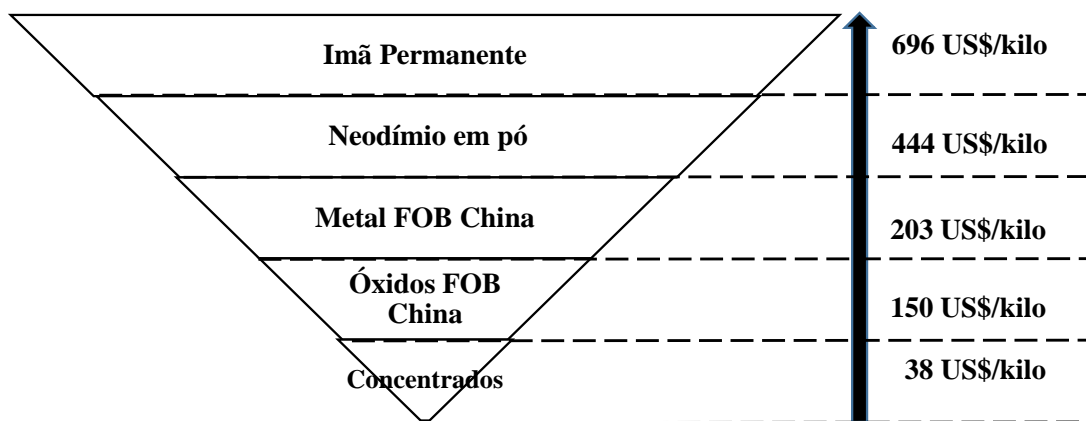 Imã Permanente
696 US$/kilo
Neodímio em pó
444 US$/kilo
Metal FOB China
203 US$/kilo
Óxidos FOB
China
150 US$/kilo
Concentrados
38 US$/kilo